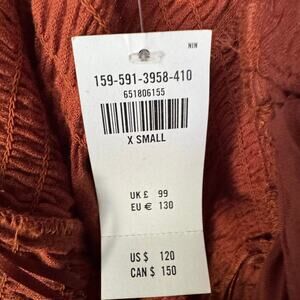 NIN
159-591-3958-410
651806155
X SMALL
UK £ 99
EU € 130
US $ 120
CAN $ 150